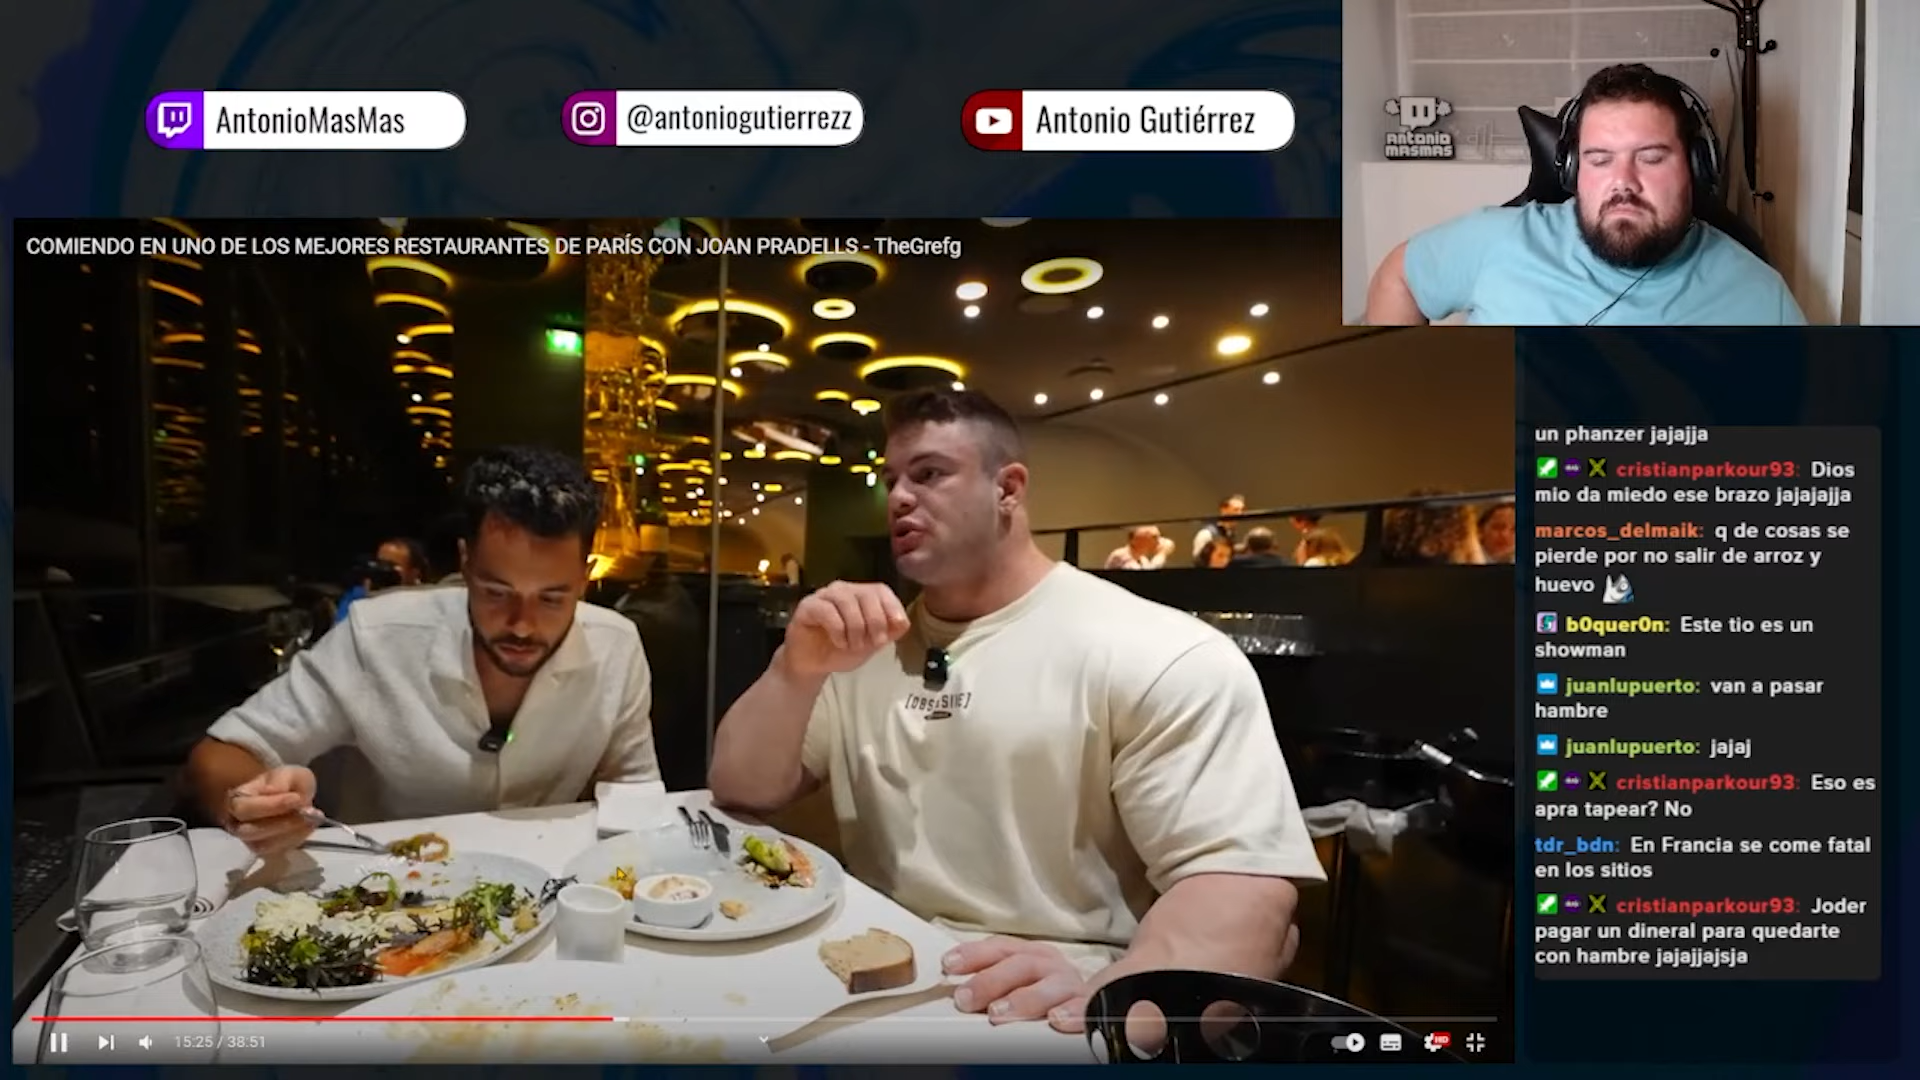 AntonioMasMas
@antoniogutierrezz
Antonio Gutiérrez
ANTONIO
MASMAS
COMIENDO EN UNO DE LOS MEJORES RESTAURANTES DE PARÍS CON JOAN PRADELLS - TheGrefg
un phanzer jajajja
cristianparkour93: Dios
mio da miedo ese brazo jajajajja
marcos_delmaik: q de cosas se
pierde por no salir de arroz y
huevo
b0quer0n: Este tio es un
showman
juanlupuerto: van a pasar
hambre
juanlupuerto: jajaj
cristianparkour93: Eso es
apra tapear? No
tdr_bdn: En Francia se come fatal
en los sitios
cristianparkour93: Joder
pagar un dineral para quedarte
con hambre jajajjajsja
15:25 / 38:51
HD